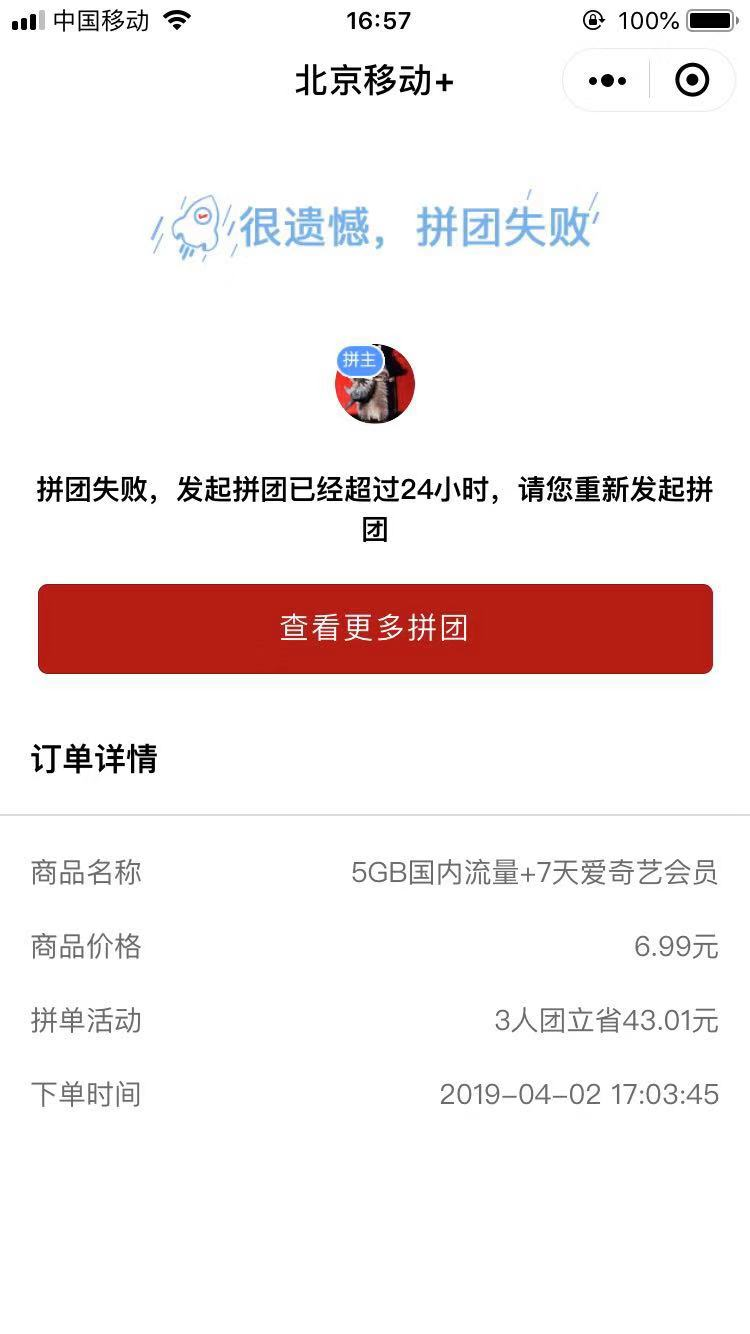 中国移动
16:57
100%
北京移动+
很遗憾，拼团失败
拼主
拼团失败，发起拼团已经超过24小时，请您重新发起拼
团
查看更多拼团
订单详情
商品名称 5GB国内流量+7天爱奇艺会员
商品价格 6.99元
拼单活动 3人团立省43.01元
下单时间 2019-04-02 17:03:45